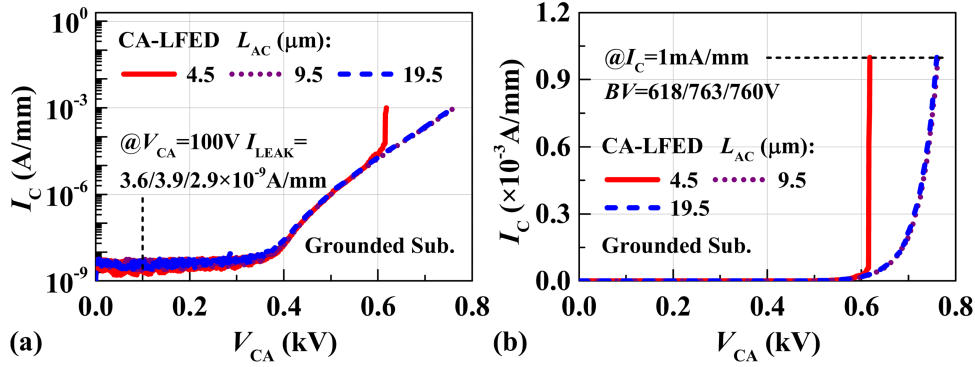 10⁰
10⁻³
10⁻⁶
10⁻⁹
I_C (A/mm)
CA-LFED L_AC (μm):
4.5 9.5 19.5
@V_CA=100V I_LEAK=
3.6/3.9/2.9×10⁻⁹A/mm
Grounded Sub.
0.0 0.2 0.4 0.6 0.8
(a) V_CA (kV)
1.2
0.9
0.6
0.3
0.0
I_C (×10⁻³ A/mm)
@I_C=1mA/mm
BV=618/763/760V
CA-LFED L_AC (μm):
4.5 9.5
19.5
Grounded Sub.
0.0 0.2 0.4 0.6 0.8
(b) V_CA (kV)